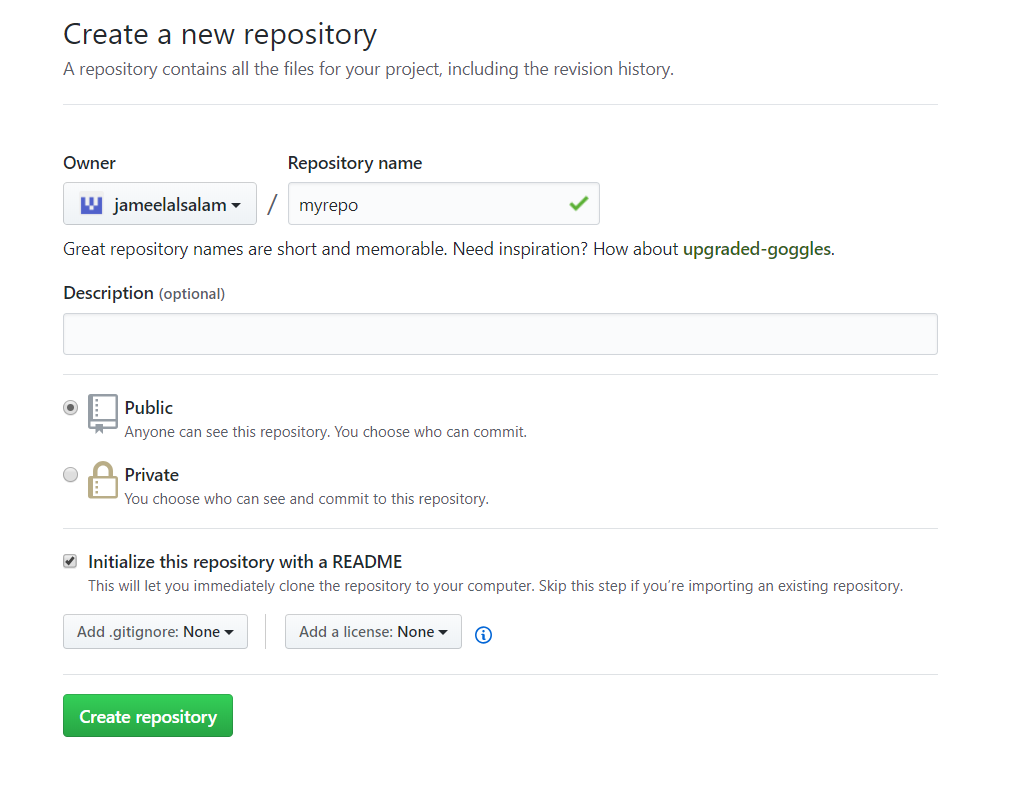 Create a new repository
A repository contains all the files for your project, including the revision history.
Owner
Repository name
jameelalsalam
/
myrepo
Great repository names are short and memorable. Need inspiration? How about upgraded-goggles.
Description (optional)
Public
Anyone can see this repository. You choose who can commit.
Private
You choose who can see and commit to this repository.
Initialize this repository with a README
This will let you immediately clone the repository to your computer. Skip this step if you’re importing an existing repository.
Add .gitignore: None
Add a license: None
Create repository